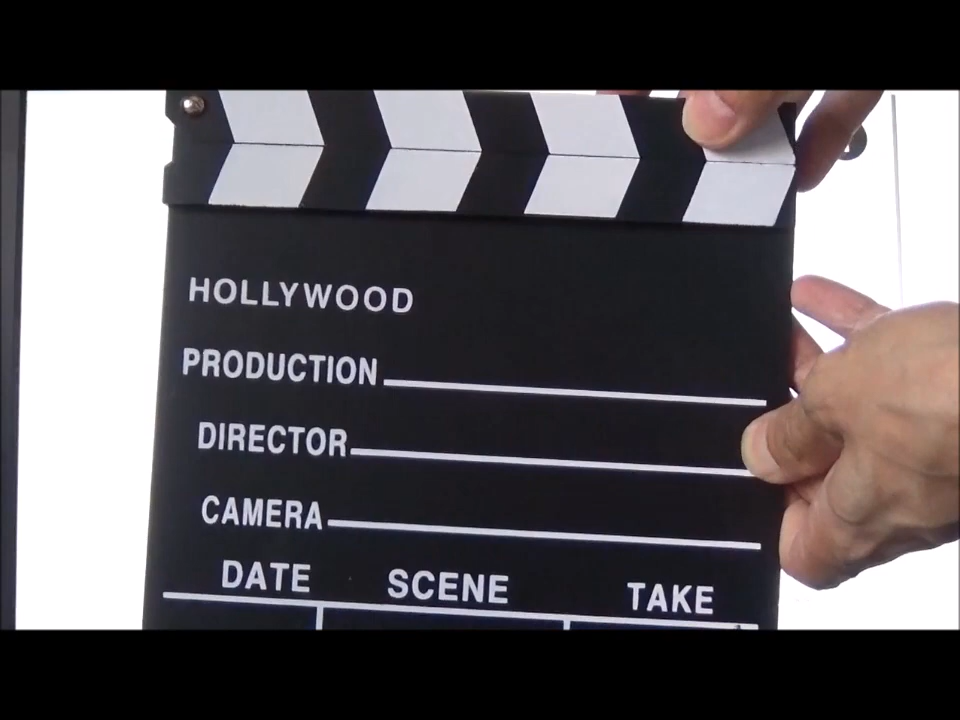 HOLLYWOOD
PRODUCTION
DIRECTOR
CAMERA
DATE SCENE TAKE